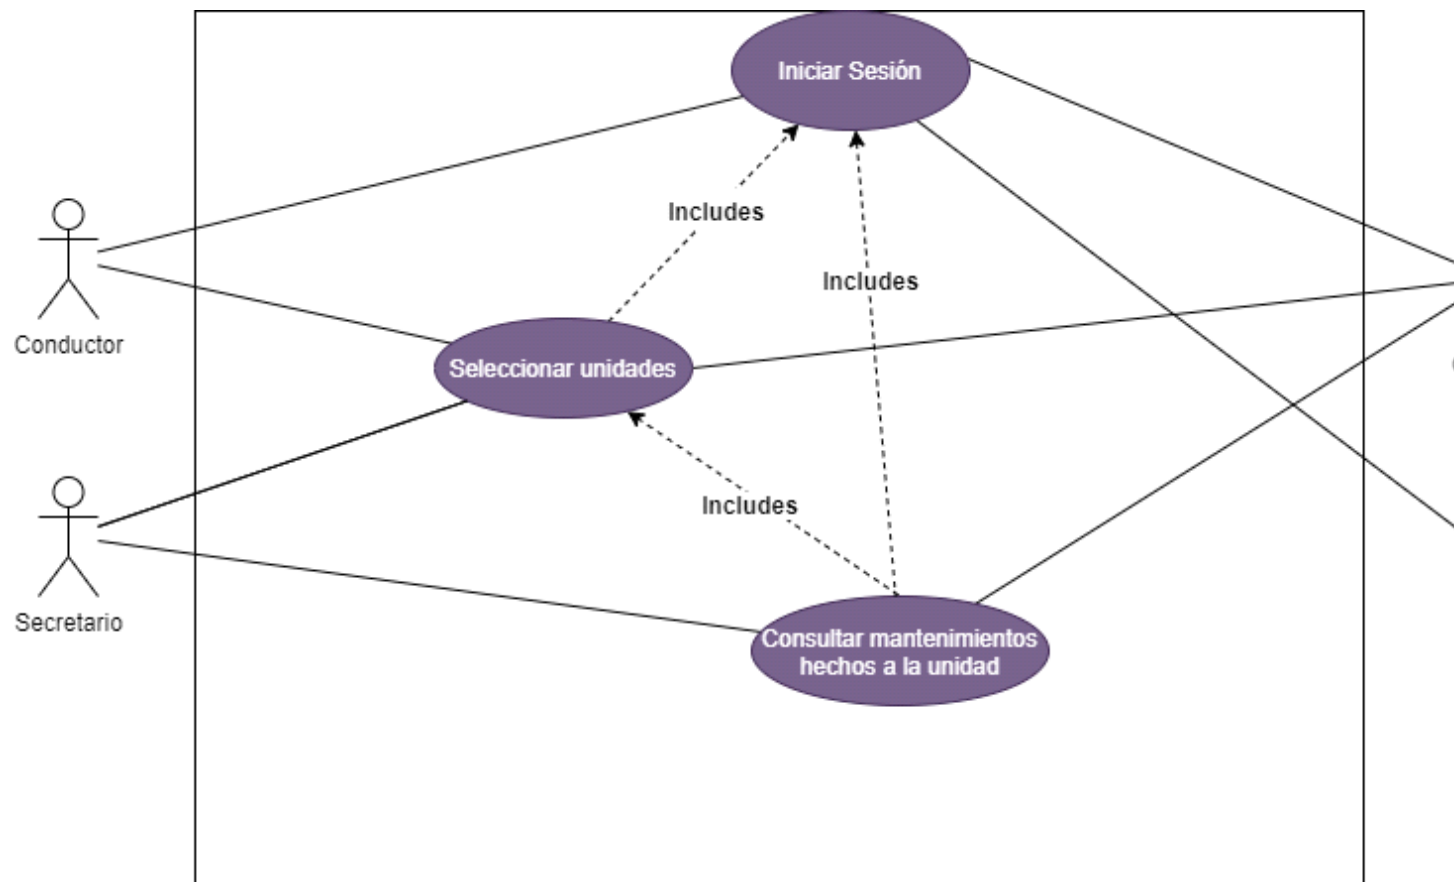 Iniciar Sesión
Includes
Includes
Conductor
Seleccionar unidades
Includes
Secretario
Consultar mantenimientos
hechos a la unidad